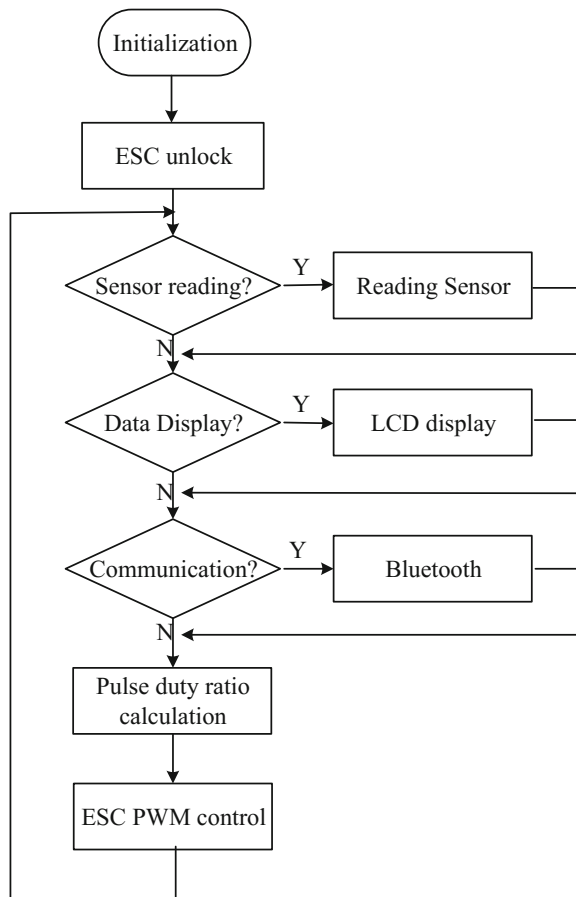 Initialization
ESC unlock
Sensor reading?
Y
Reading Sensor
N
Data Display?
Y
LCD display
N
Communication?
Y
Bluetooth
N
Pulse duty ratio
calculation
ESC PWM control